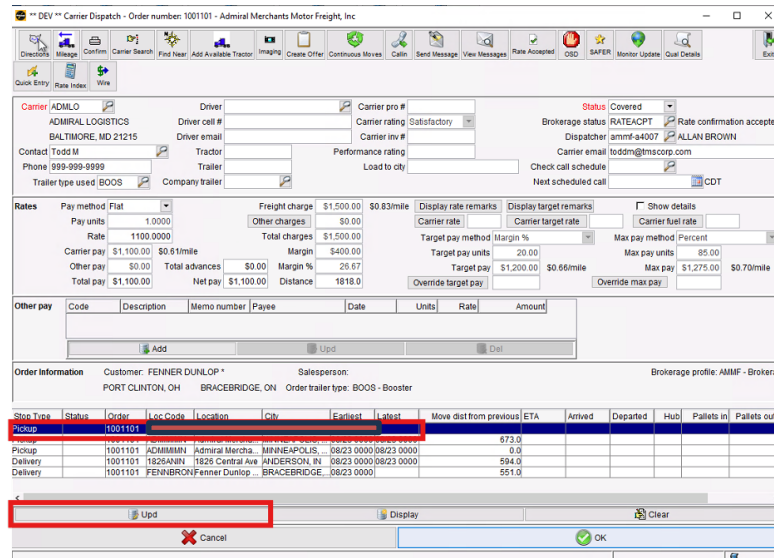 ** DEV ** Carrier Dispatch - Order number: 1001101 - Admiral Merchants Motor Freight, Inc
Directions Mileage Confirm Carrier Search Find Near Add Available Tractor Imaging Create Offer Continuous Moves Callin Send Message View Messages Rate Accepted OSD SAFER Monitor Update Qual Details Exit
Quick Entry Rate Index Wire
Carrier ADMLO Driver Carrier pro # Status Covered
ADMIRAL LOGISTICS Driver cell # Carrier rating Satisfactory Brokerage status RATEACPT Rate confirmation accepte
BALTIMORE, MD 21215 Driver email Carrier inv # Dispatcher ammf-a4007 ALLAN BROWN
Contact Todd M Tractor Performance rating Carrier email toddm@tmscorp.com
Phone 999-999-9999 Trailer Load to city Check call schedule
Trailer type used BOOS Company trailer Next scheduled call CDT
Rates Pay method Flat Freight charge $1,500.00 $0.83/mile Display rate remarks Display target remarks Show details
Pay units 1.0000 Other charges $0.00 Carrier rate Carrier target rate Carrier fuel rate
Rate 1100.0000 Total charges $1,500.00 Target pay method Margin % Max pay method Percent
Carrier pay $1,100.00 $0.61/mile Margin $400.00 Target pay units 20.00 Max pay units 85.00
Other pay $0.00 Total advances $0.00 Margin % 26.67 Target pay $1,200.00 $0.66/mile Max pay $1,275.00 $0.70/mile
Total pay $1,100.00 Net pay $1,100.00 Distance 1818.0 Override target pay Override max pay
Other pay Code Description Memo number Payee Date Units Rate Amount
Add Upd Del
Order Information Customer: FENNER DUNLOP * Salesperson: Brokerage profile: AMMF - Brokera
PORT CLINTON, OH BRACEBRIDGE, ON Order trailer type: BOOS - Booster
Stop Type Status Order Loc Code Location City Earliest Latest Move dist from previous ETA Arrived Departed Hub Pallets in Pallets out
Pickup 1001101
Pickup 1001101 ADMIMIMN Admiral Mercha... MINNEAPOLIS, ... 08/23 0000 08/23 0000 673.0
Pickup 1001101 ADMIMIMN Admiral Mercha... MINNEAPOLIS, ... 08/23 0000 08/23 0000 0.0
Delivery 1001101 1826ANIN 1826 Central Ave ANDERSON, IN 08/23 0000 08/23 0000 594.0
Delivery 1001101 FENNBRON Fenner Dunlop ... BRACEBRIDGE,... 08/23 0000 551.0
Upd Display Clear
Cancel OK